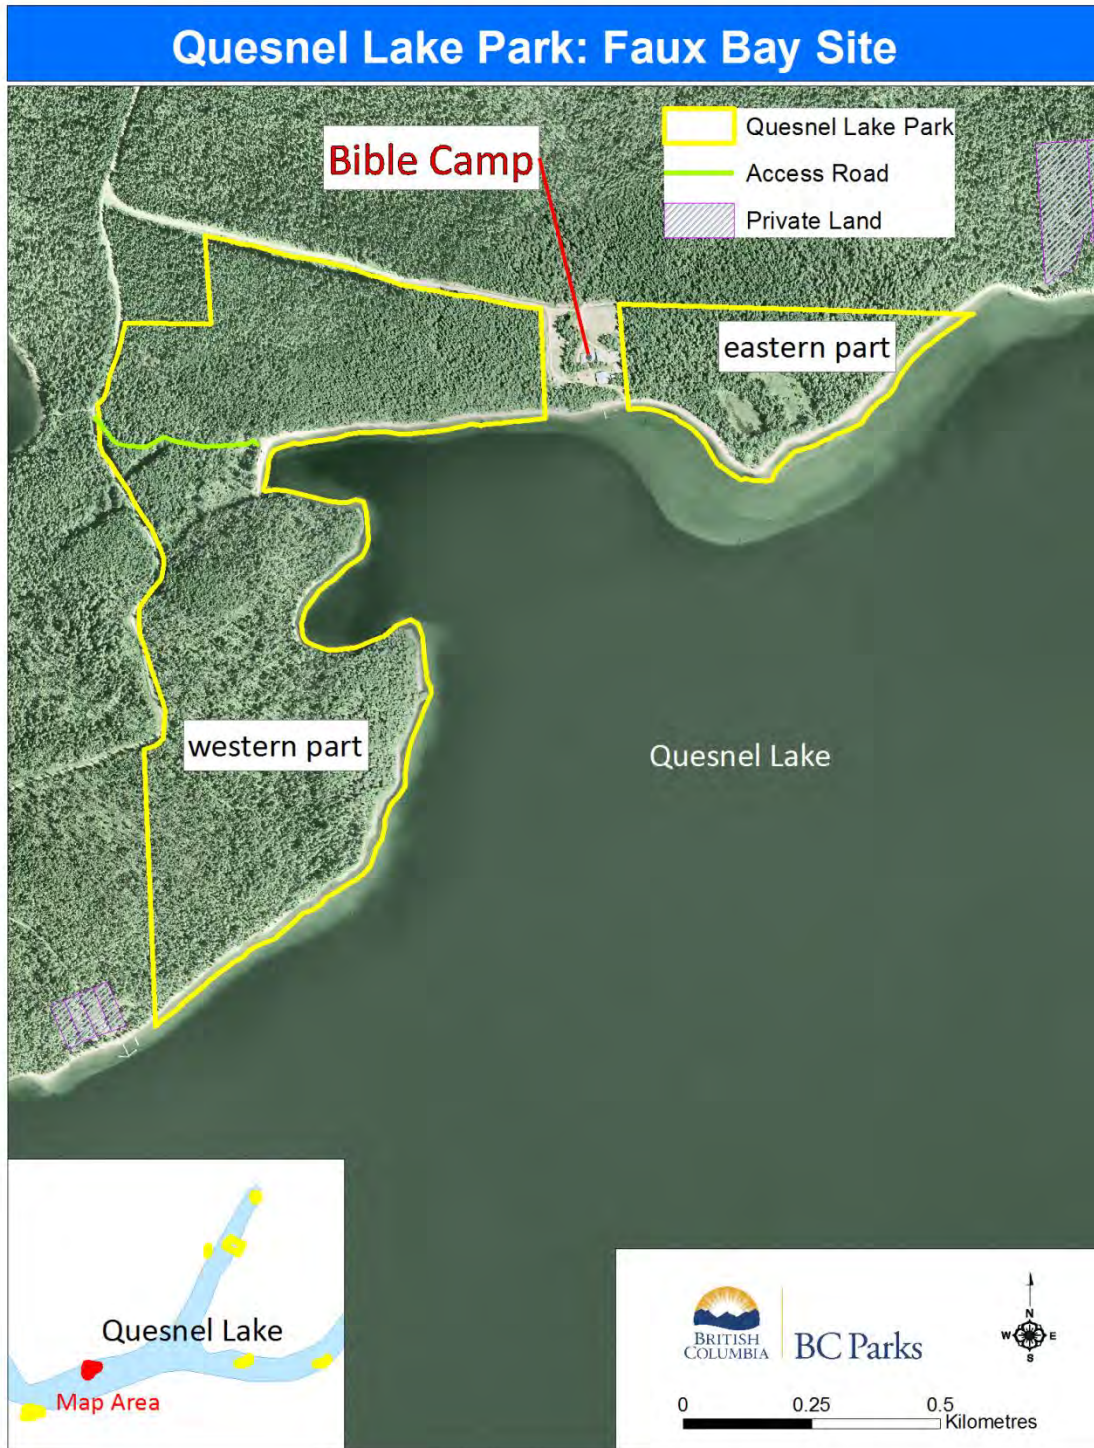 Quesnel Lake Park: Faux Bay Site
Quesnel Lake Park
Access Road
Private Land
Bible Camp
eastern part
western part
Quesnel Lake
Quesnel Lake
Map Area
BRITISH
COLUMBIA
BC Parks
N
W E
S
0 0.25 0.5
Kilometres